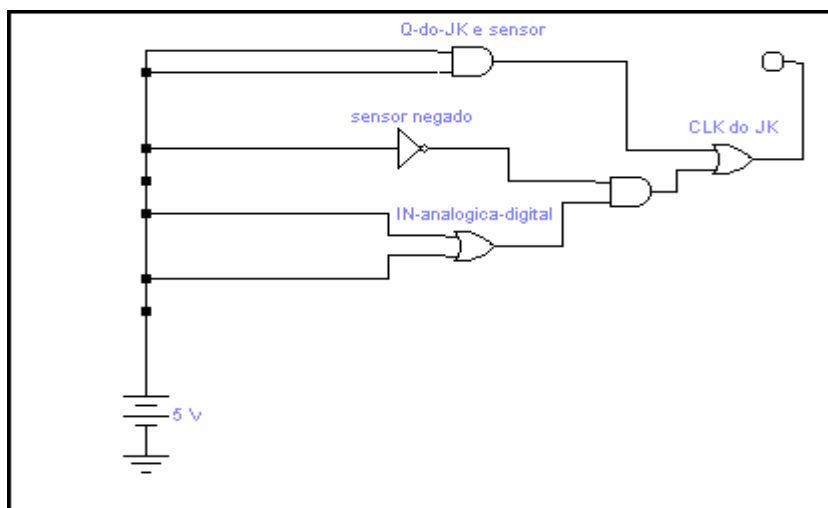 Q-do-JK e sensor
sensor negado
CLK do JK
IN-analogica-digital
5 V